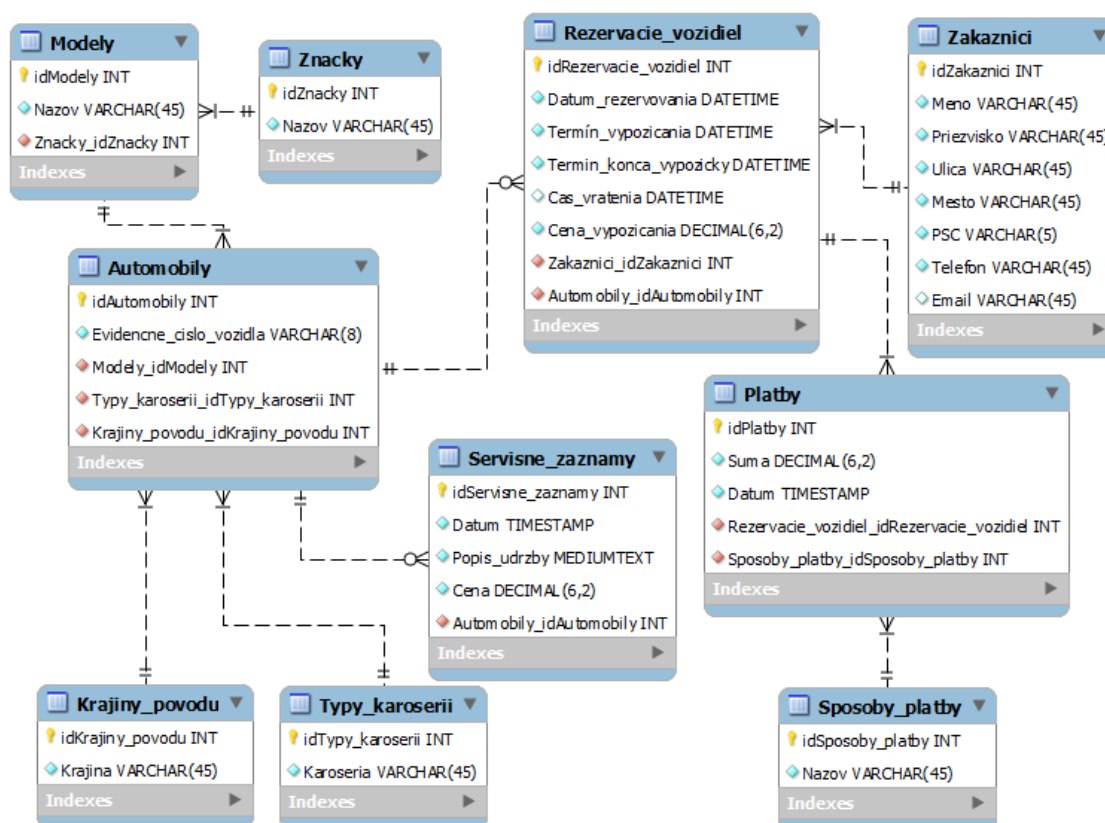 Modely
idModely INT
Nazov VARCHAR(45)
Znacky_idZnacky INT
Indexes
Znacky
idZnacky INT
Nazov VARCHAR(45)
Indexes
Rezervacie_vozidiel
idRezervacie_vozidiel INT
Datum_rezervovania DATETIME
Termín_vypozicania DATETIME
Termin_konca_vypozicky DATETIME
Cas_vratenia DATETIME
Cena_vypozicania DECIMAL(6,2)
Zakaznici_idZakaznici INT
Automobily_idAutomobily INT
Indexes
Zakaznici
idZakaznici INT
Meno VARCHAR(45)
Priezvisko VARCHAR(45)
Ulica VARCHAR(45)
Mesto VARCHAR(45)
PSC VARCHAR(5)
Telefon VARCHAR(45)
Email VARCHAR(45)
Indexes
Automobily
idAutomobily INT
Evidencne_cislo_vozidla VARCHAR(8)
Modely_idModely INT
Typy_karoserii_idTypy_karoserii INT
Krajiny_povodu_idKrajiny_povodu INT
Indexes
Servisne_zaznamy
idServisne_zaznamy INT
Datum TIMESTAMP
Popis_udrzby MEDIUMTEXT
Cena DECIMAL(6,2)
Automobily_idAutomobily INT
Indexes
Platby
idPlatby INT
Suma DECIMAL(6,2)
Datum TIMESTAMP
Rezervacie_vozidiel_idRezervacie_vozidiel INT
Sposoby_platby_idSposoby_platby INT
Indexes
Krajiny_povodu
idKrajiny_povodu INT
Krajina VARCHAR(45)
Indexes
Typy_karoserii
idTypy_karoserii INT
Karoseria VARCHAR(45)
Indexes
Sposoby_platby
idSposoby_platby INT
Nazov VARCHAR(45)
Indexes